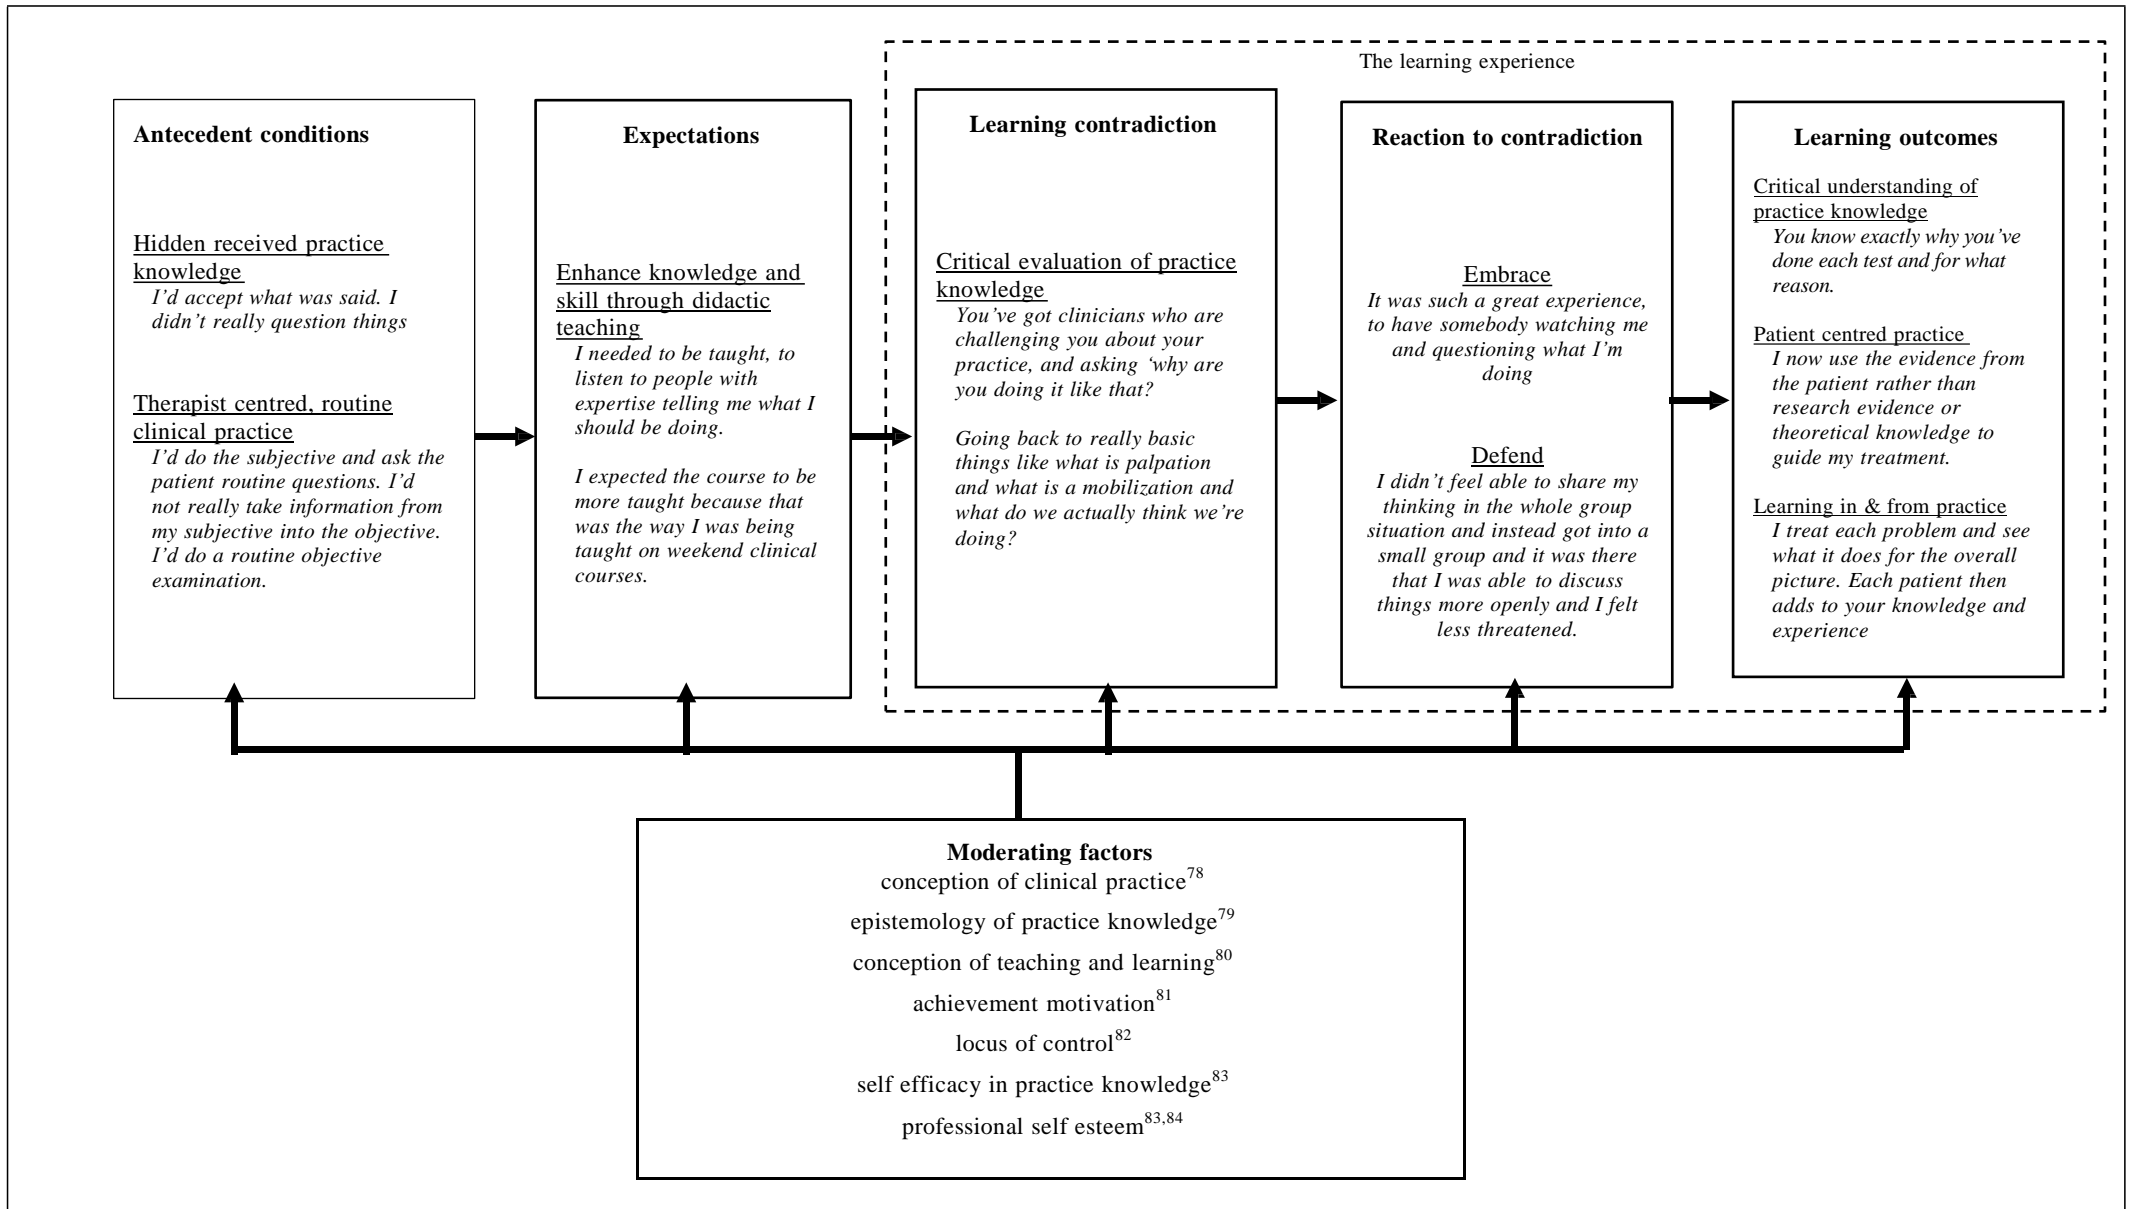 The learning experience
Antecedent conditions
Hidden received practice
knowledge
I’d accept what was said. I
didn’t really question things
Therapist centred, routine
clinical practice
I’d do the subjective and ask the
patient routine questions. I’d
not really take information from
my subjective into the objective.
I’d do a routine objective
examination.
Expectations
Enhance knowledge and
skill through didactic
teaching
I needed to be taught, to
listen to people with
expertise telling me what I
should be doing.
I expected the course to be
more taught because that
was the way I was being
taught on weekend clinical
courses.
Learning contradiction
Critical evaluation of practice
knowledge
You’ve got clinicians who are
challenging you about your
practice, and asking ‘why are
you doing it like that?
Going back to really basic
things like what is palpation
and what is a mobilization and
what do we actually think we’re
doing?
Reaction to contradiction
Embrace
It was such a great experience,
to have somebody watching me
and questioning what I’m
doing
Defend
I didn’t feel able to share my
thinking in the whole group
situation and instead got into a
small group and it was there
that I was able to discuss
things more openly and I felt
less threatened.
Learning outcomes
Critical understanding of
practice knowledge
You know exactly why you’ve
done each test and for what
reason.
Patient centred practice
I now use the evidence from
the patient rather than
research evidence or
theoretical knowledge to
guide my treatment.
Learning in & from practice
I treat each problem and see
what it does for the overall
picture. Each patient then
adds to your knowledge and
experience
Moderating factors
conception of clinical practice78
epistemology of practice knowledge79
conception of teaching and learning80
achievement motivation81
locus of control82
self efficacy in practice knowledge83
professional self esteem83,84